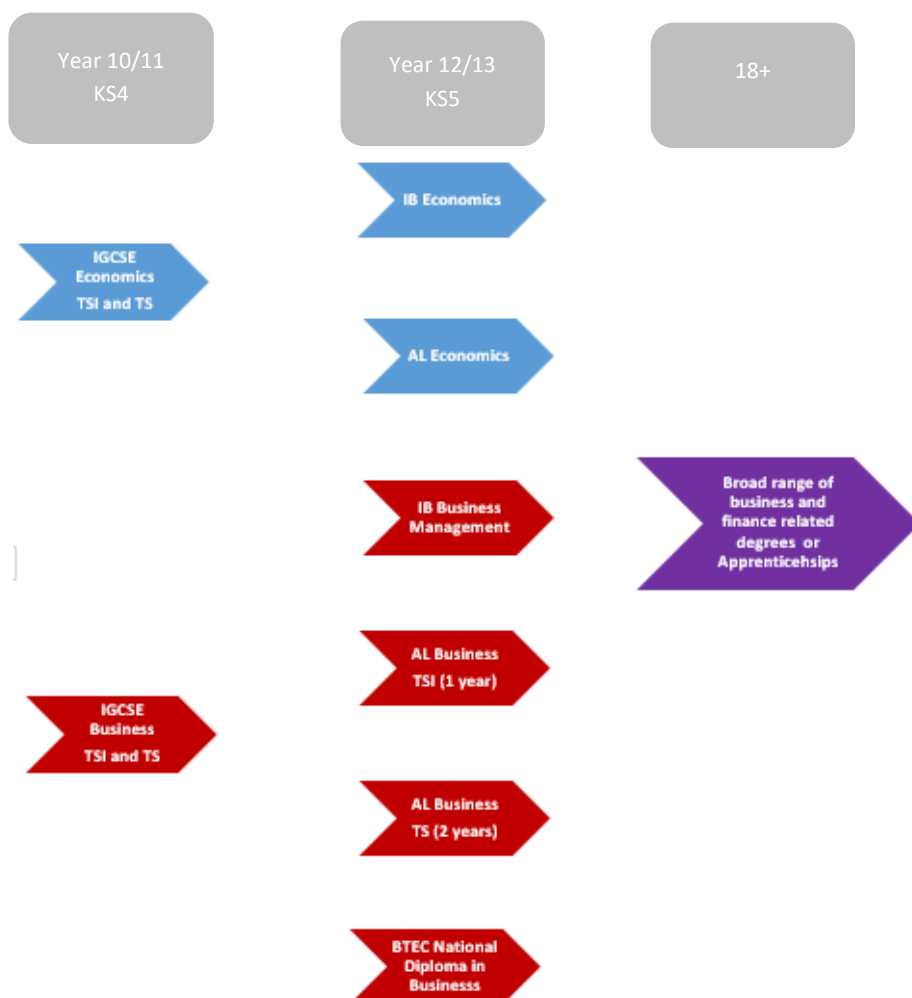 Year 10/11
KS4
Year 12/13
KS5
18+
IB Economics
IGCSE
Economics
TSI and TS
AL Economics
IB Business
Management
Broad range of
business and
finance related
degrees or
Apprenticehsips
AL Business
TSI (1 year)
IGCSE
Business
TSI and TS
AL Business
TS (2 years)
BTEC National
Diploma in
Businesss